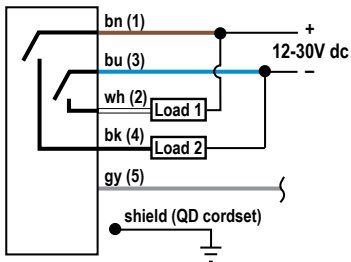 bn (1)
+
12-30V dc
bu (3)
–
wh (2)
Load 1
bk (4)
Load 2
gy (5)
shield (QD cordset)